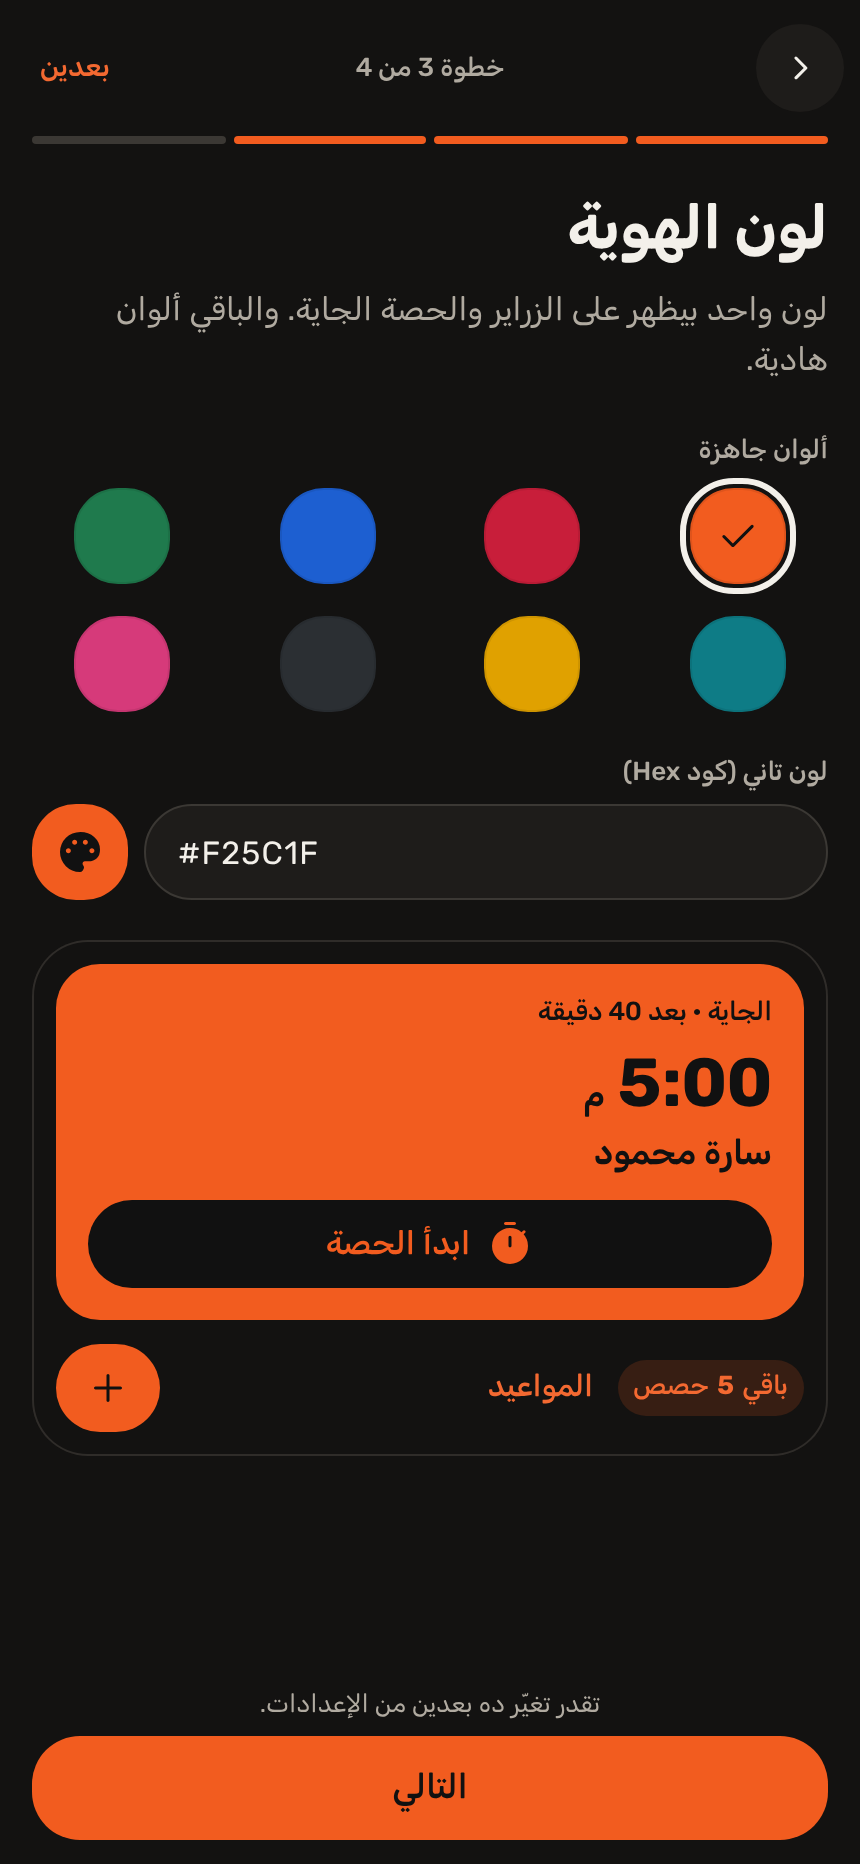 خطوة 3 من 4
بعدين
لون الهوية
لون واحد بيظهر على الزراير والحصة الجاية. والباقي ألوان
هادية.
ألوان جاهزة
لون تاني (كود Hex)
#F25C1F
الجاية • بعد 40 دقيقة
5:00 م
سارة محمود
ابدأ الحصة
باقي 5 حصص
المواعيد
تقدر تغيّر ده بعدين من الإعدادات.
التالي